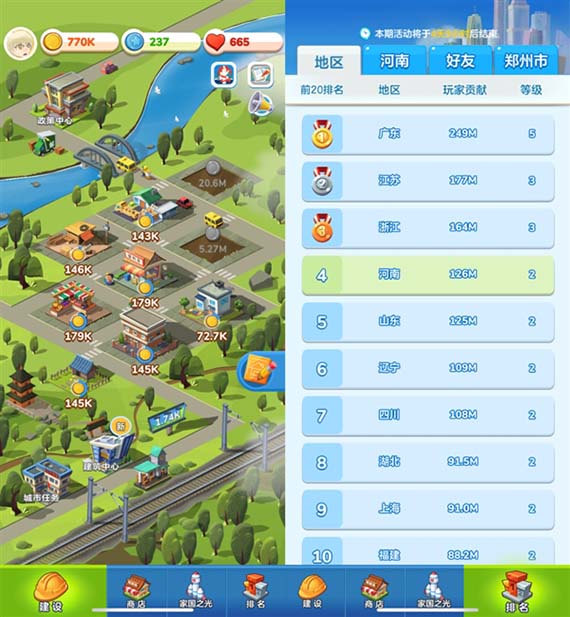 770K
237
665
政策中心
20.6M
143K
5.27M
146K
179K
179K
72.7K
145K
145K
新
1.74K
建筑中心
城市任务
建设
商店
家国之光
排名
本期活动将于
后结束
地区
河南
好友
郑州市
前20排名
地区
玩家贡献
等级
1
广东
249M
5
2
江苏
177M
3
3
浙江
164M
3
4
河南
126M
2
5
山东
125M
2
6
辽宁
109M
2
7
四川
108M
2
8
湖北
91.5M
2
9
上海
91.0M
2
10
福建
88.2M
2
建设
商店
家国之光
排名